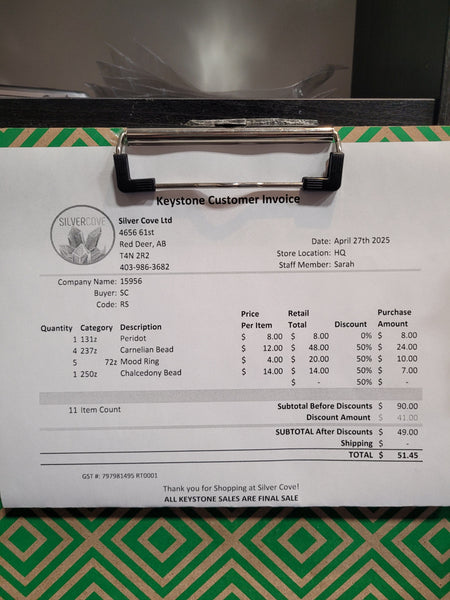 Keystone Customer Invoice
SILVERCOVE
Silver Cove Ltd
4656 61st
Red Deer, AB
T4N 2R2
403-986-3682
Date: April 27th 2025
Store Location: HQ
Staff Member: Sarah
Company Name: 15956
Buyer: SC
Code: RS
Quantity Category Description Price Per Item Retail Total Discount Purchase Amount
1 131z Peridot $ 8.00 $ 8.00 0% $ 8.00
4 237z Carnelian Bead $ 12.00 $ 48.00 50% $ 24.00
5 72z Mood Ring $ 4.00 $ 20.00 50% $ 10.00
1 250z Chalcedony Bead $ 14.00 $ 14.00 50% $ 7.00
$ - 50% $ -
11 Item Count
Subtotal Before Discounts $ 90.00
Discount Amount $ 41.00
SUBTOTAL After Discounts $ 49.00
Shipping $ -
TOTAL $ 51.45
GST #: 797981495 RT0001
Thank you for Shopping at Silver Cove!
ALL KEYSTONE SALES ARE FINAL SALE